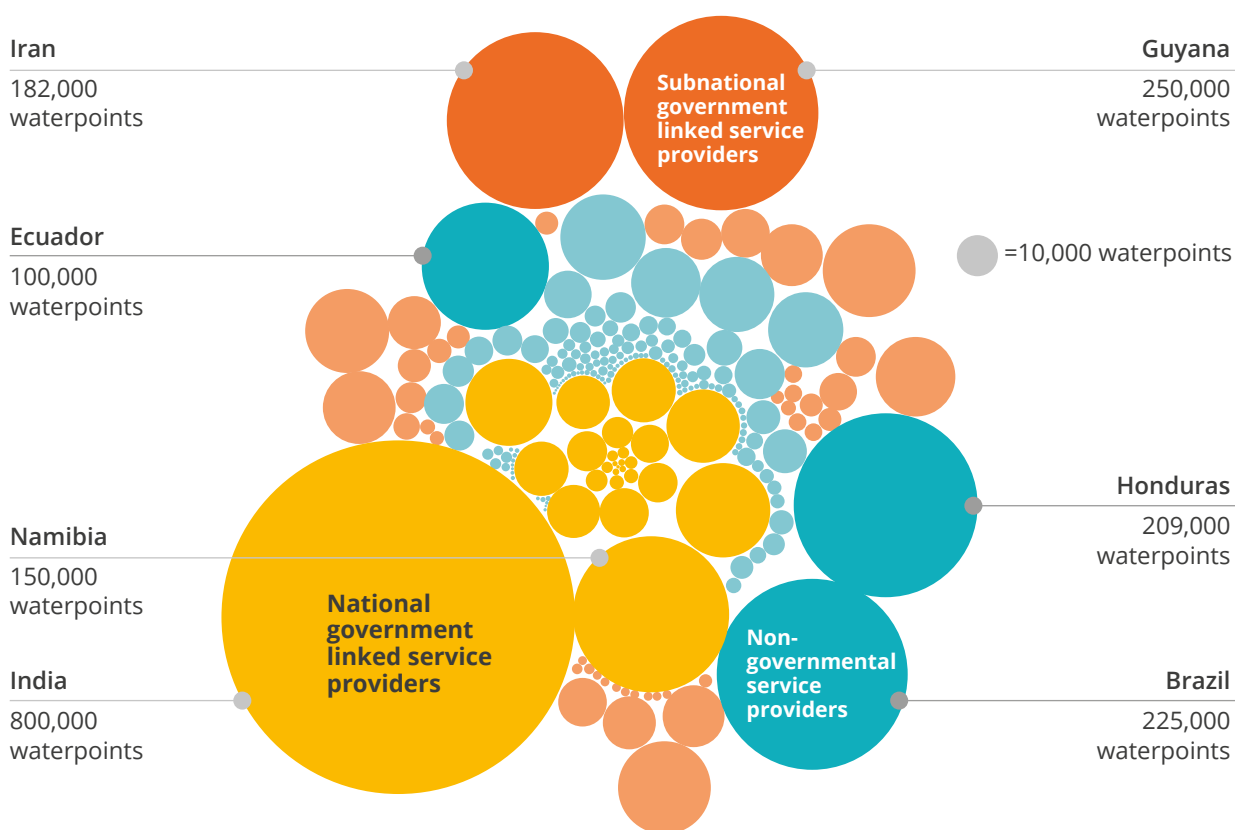 Iran
182,000
waterpoints
Guyana
250,000
waterpoints
Subnational
government
linked service
providers
Ecuador
100,000
waterpoints
=10,000 waterpoints
Honduras
209,000
waterpoints
Namibia
150,000
waterpoints
National
government
linked service
providers
Non-
governmental
service
providers
India
800,000
waterpoints
Brazil
225,000
waterpoints